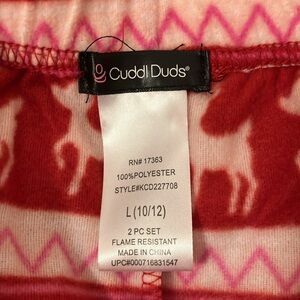 Cuddl Duds®
RN# 17363
100%POLYESTER
STYLE#KCD227708
L (10/12)
2 PC SET
FLAME RESISTANT
MADE IN CHINA
UPC#000716831547